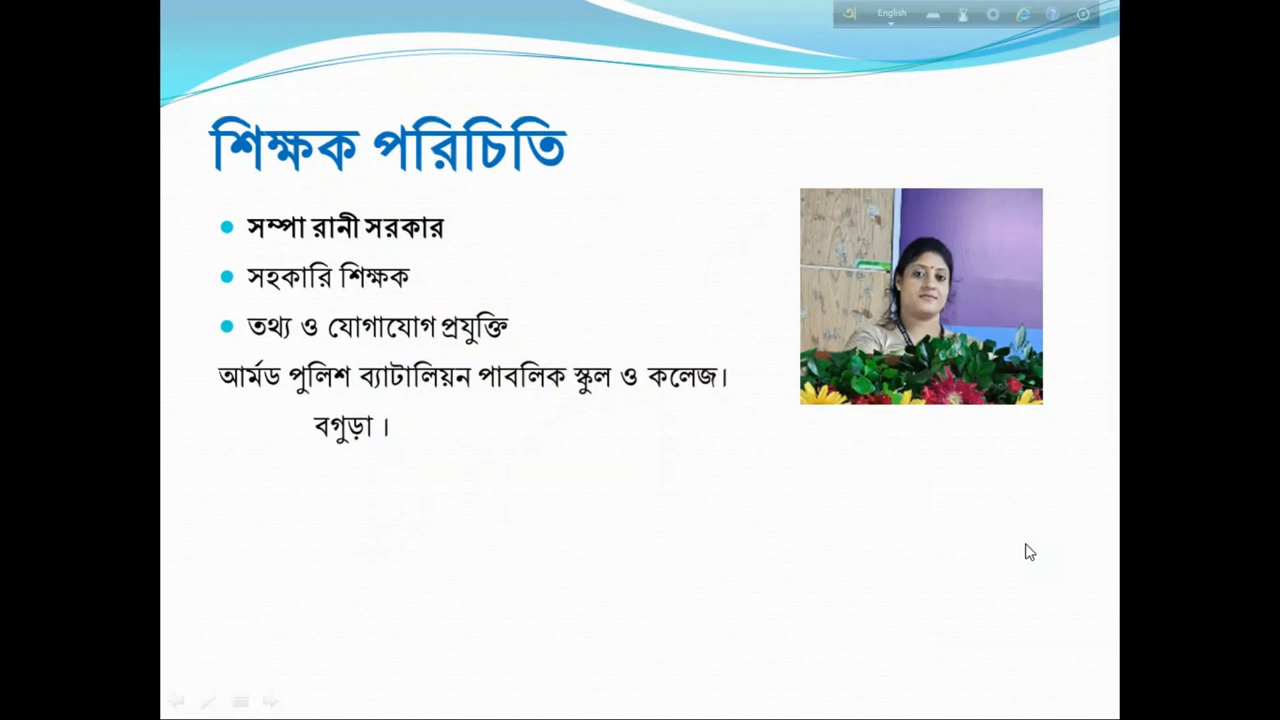 English
শিক্ষক পরিচিতি
সম্পা রানী সরকার
সহকারি শিক্ষক
তথ্য ও যোগাযোগ প্রযুক্তি
আর্মড পুলিশ ব্যাটালিয়ন পাবলিক স্কুল ও কলেজ।
বগুড়া ।